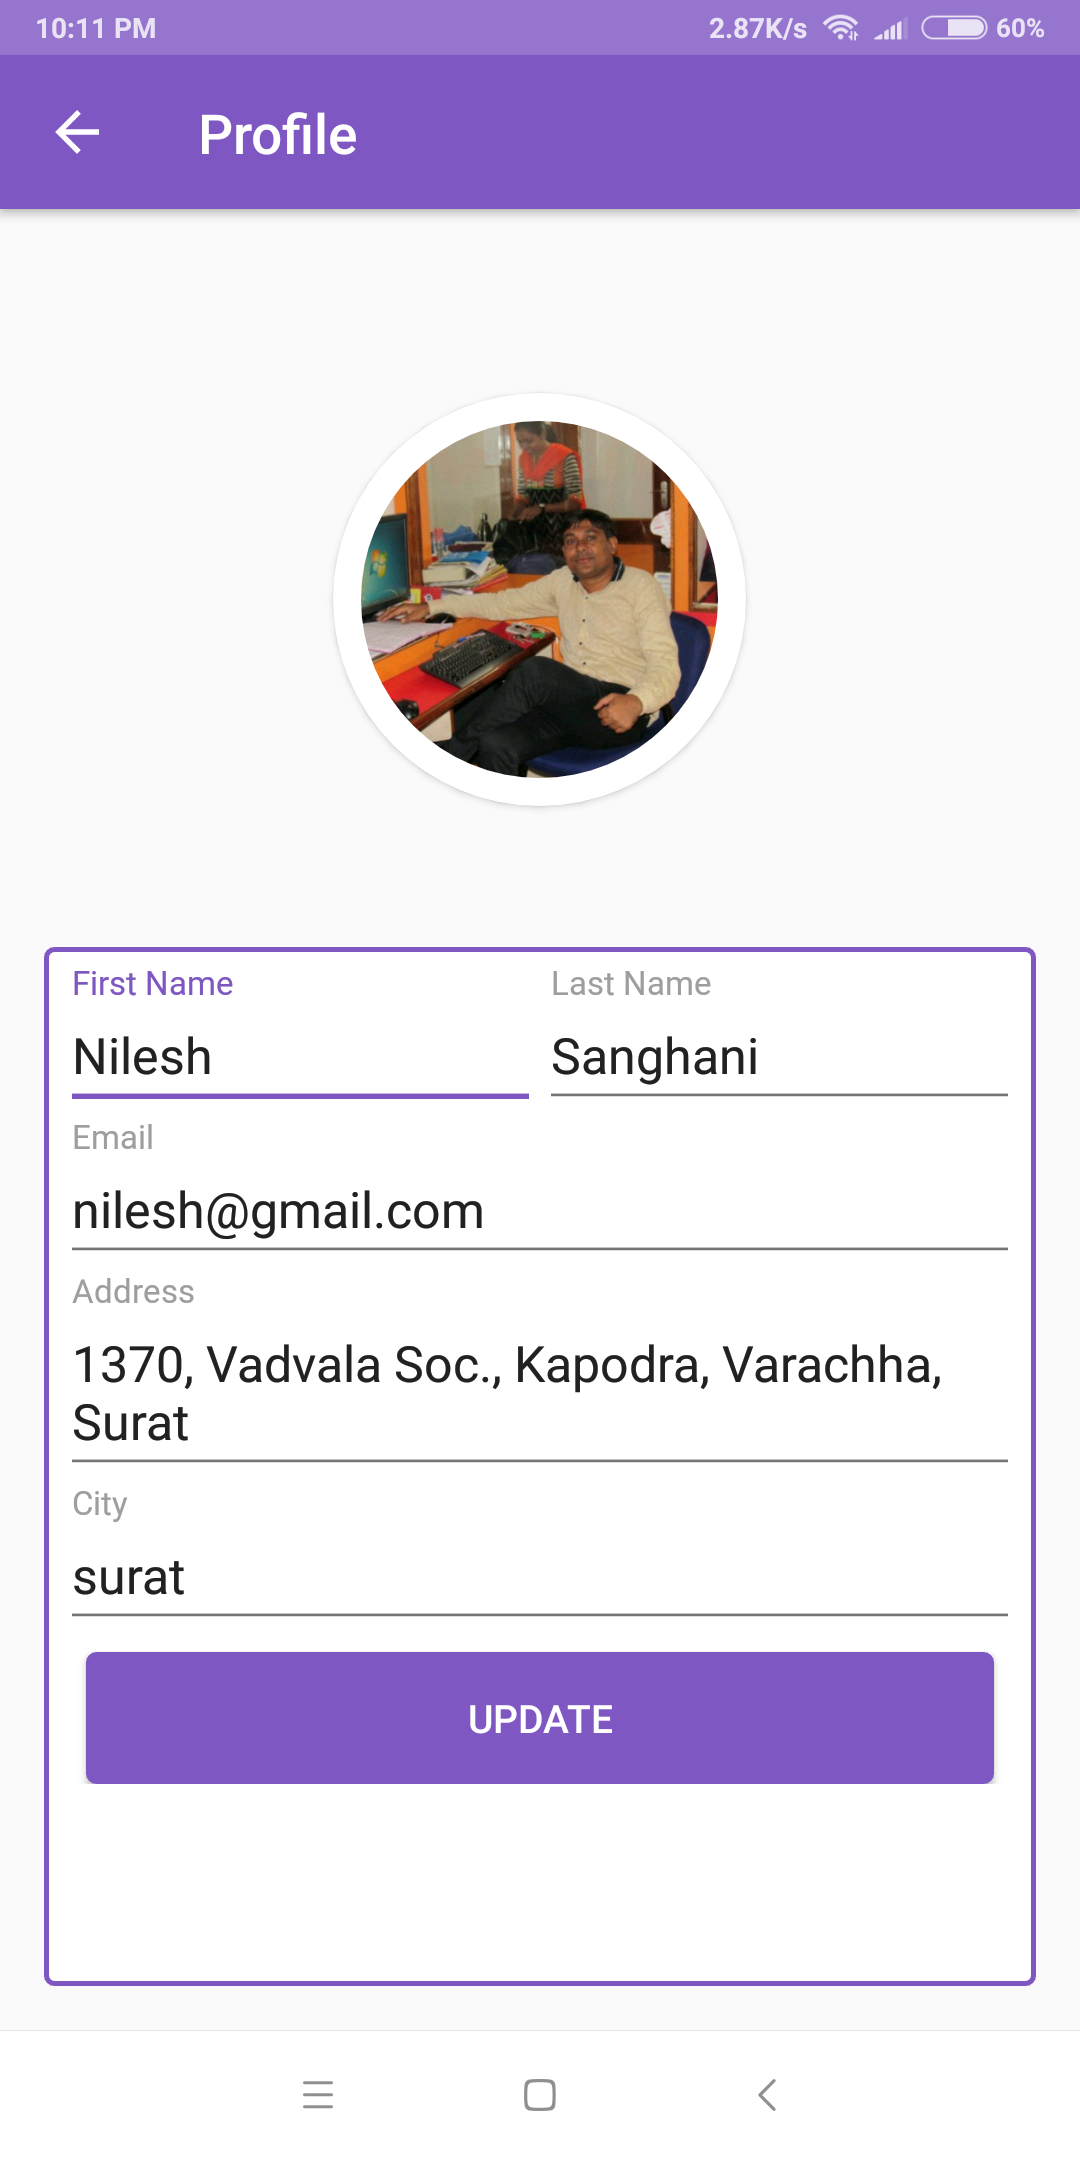 10:11 PM 2.87K/s 60%
Profile
First Name Last Name
Nilesh Sanghani
Email
nilesh@gmail.com
Address
1370, Vadvala Soc., Kapodra, Varachha,
Surat
City
surat
UPDATE